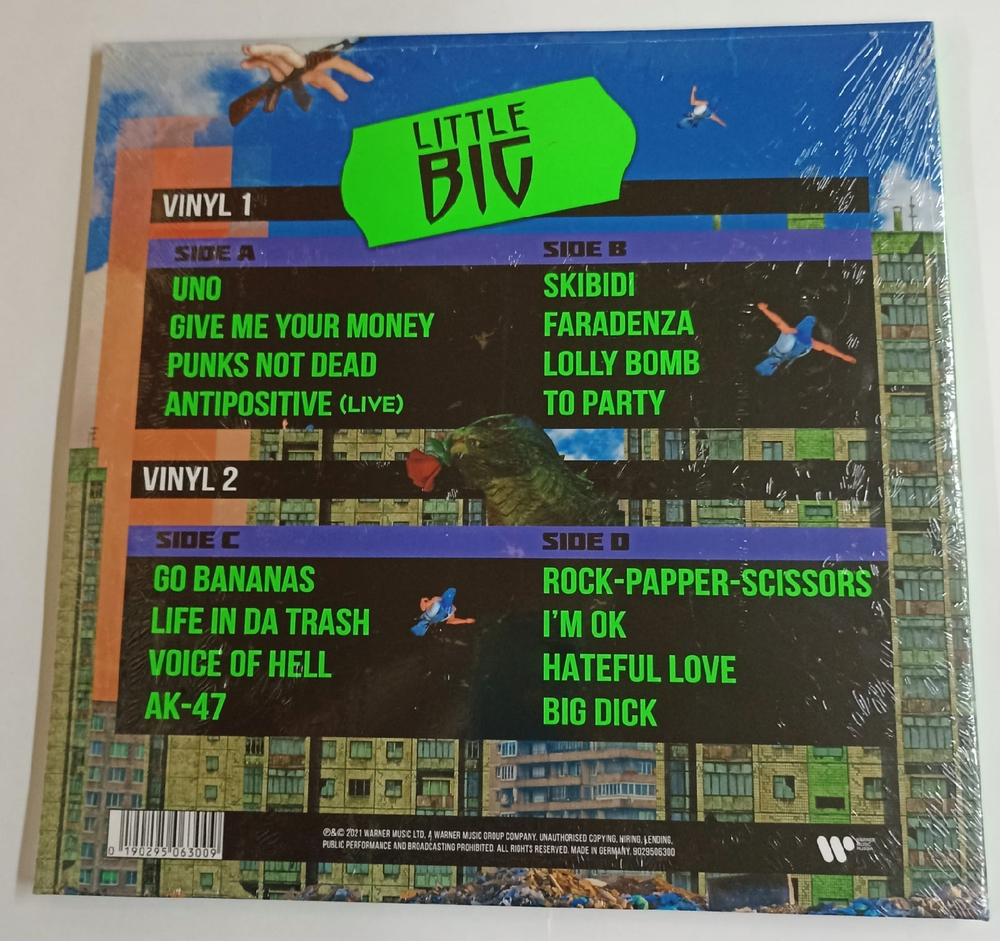 LITTLE
BIG
VINYL 1
SIDE A
UNO
GIVE ME YOUR MONEY
PUNKS NOT DEAD
ANTIPOSITIVE (LIVE)
SIDE B
SKIBIDI
FARADENZA
LOLLY BOMB
TO PARTY
VINYL 2
SIDE C
GO BANANAS
LIFE IN DA TRASH
VOICE OF HELL
AK-47
SIDE D
ROCK-PAPPER-SCISSORS
I'M OK
HATEFUL LOVE
BIG DICK
0 190295 063009
℗&© 2021 WARNER MUSIC LTD. A WARNER MUSIC GROUP COMPANY. UNAUTHORISED COPYING, HIRING, LENDING,
PUBLIC PERFORMANCE AND BROADCASTING PROHIBITED. ALL RIGHTS RESERVED. MADE IN GERMANY. 9029506300